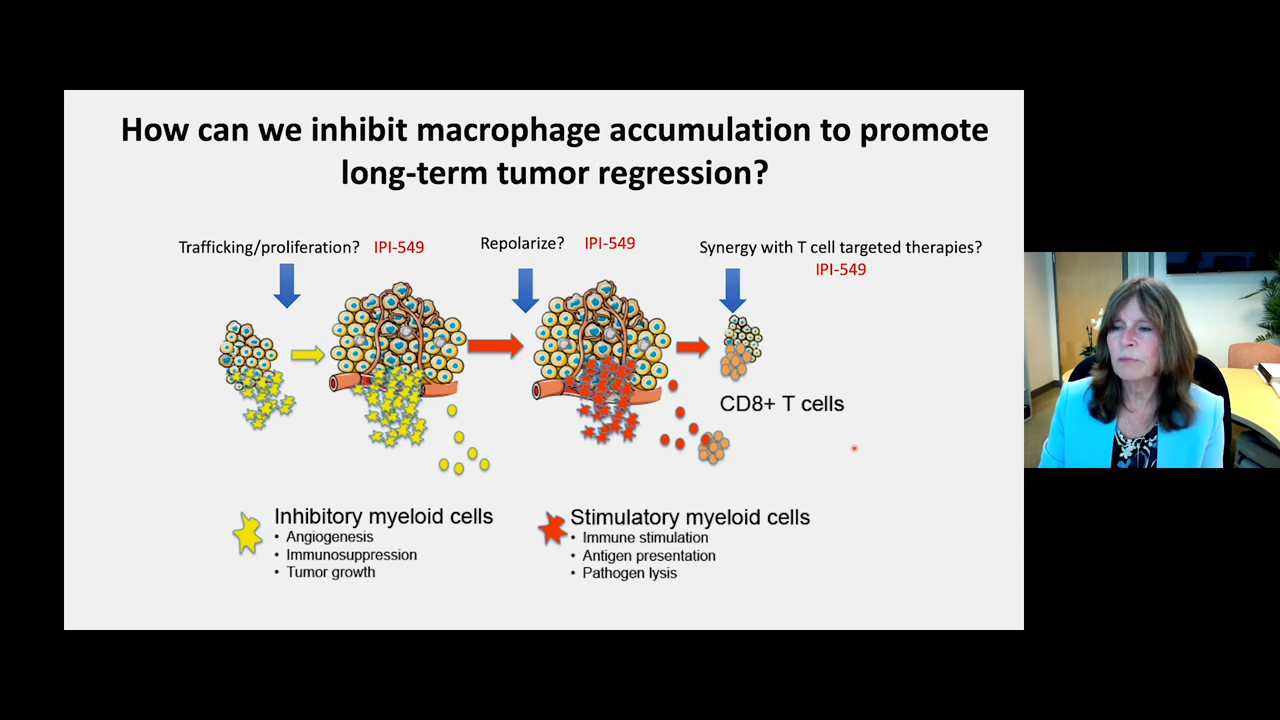 How can we inhibit macrophage accumulation to promote
long-term tumor regression?
Trafficking/proliferation? IPI-549
Repolarize? IPI-549
Synergy with T cell targeted therapies?
IPI-549
CD8+ T cells
Inhibitory myeloid cells
• Angiogenesis
• Immunosuppression
• Tumor growth
Stimulatory myeloid cells
• Immune stimulation
• Antigen presentation
• Pathogen lysis